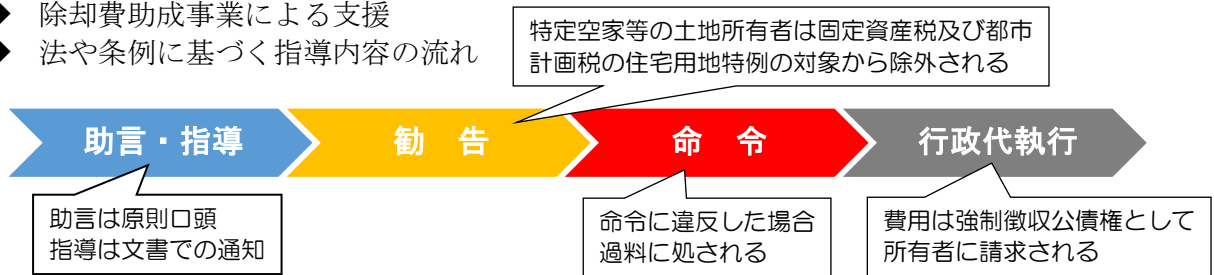 ◆ 除却費助成事業による支援
◆ 法や条例に基づく指導内容の流れ
特定空家等の土地所有者は固定資産税及び都市
計画税の住宅用地特例の対象から除外される
助言・指導
勧 告
命 令
行政代執行
助言は原則口頭
指導は文書での通知
命令に違反した場合
過料に処される
費用は強制徴収公債権として
所有者に請求される